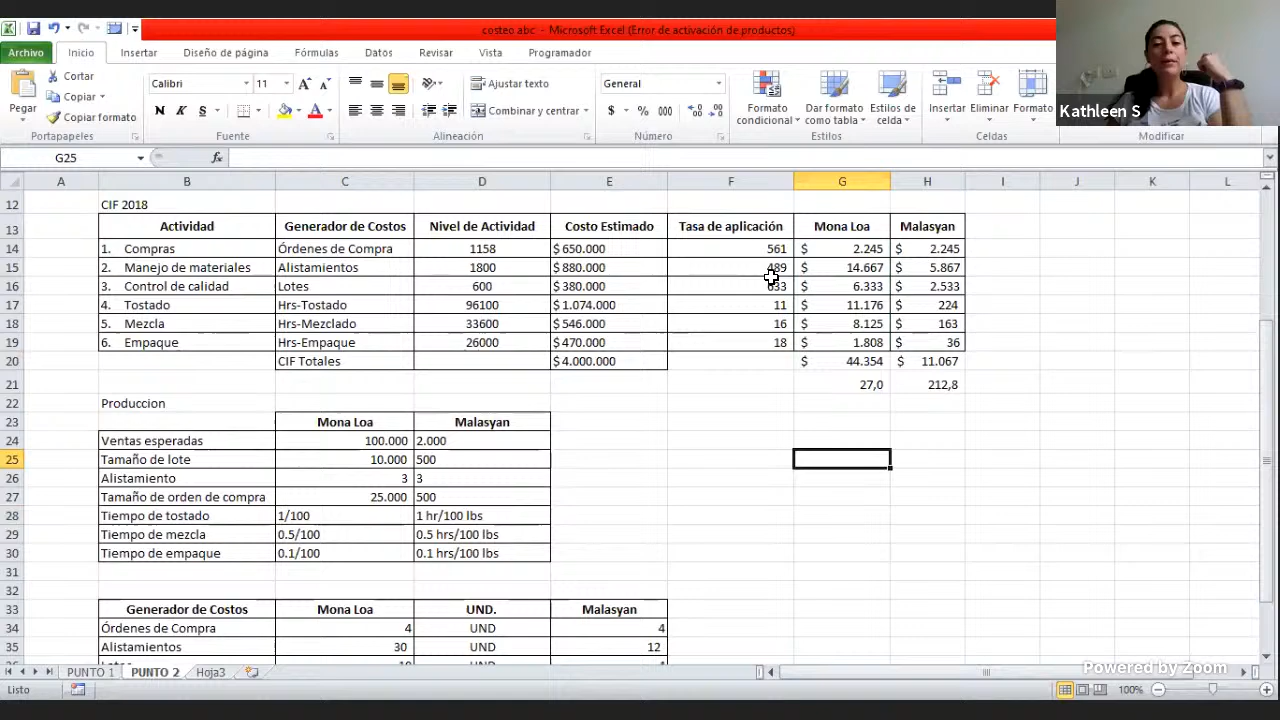 costeo abc - Microsoft Excel (Error de activación de productos)
Archivo Inicio Insertar Diseño de página Fórmulas Datos Revisar Vista Programador
Pegar Cortar Copiar Copiar formato Portapapeles
Calibri 11 N K S A Fuente
Ajustar texto Combinar y centrar Alineación
General $ % 000 Número
Formato condicional Dar formato como tabla Estilos de celda Estilos
Insertar Eliminar Formato Celdas
Modificar
Kathleen S
G25 fx
A B C D E F G H I J K L
12 CIF 2018
13 Actividad Generador de Costos Nivel de Actividad Costo Estimado Tasa de aplicación Mona Loa Malasyan
14 1. Compras Órdenes de Compra 1158 $ 650.000 561 $ 2.245 $ 2.245
15 2. Manejo de materiales Alistamientos 1800 $ 880.000 489 $ 14.667 $ 5.867
16 3. Control de calidad Lotes 600 $ 380.000 633 $ 6.333 $ 2.533
17 4. Tostado Hrs-Tostado 96100 $ 1.074.000 11 $ 11.176 $ 224
18 5. Mezcla Hrs-Mezclado 33600 $ 546.000 16 $ 8.125 $ 163
19 6. Empaque Hrs-Empaque 26000 $ 470.000 18 $ 1.808 $ 36
20 CIF Totales $ 4.000.000 $ 44.354 $ 11.067
21 27,0 212,8
22 Produccion
23 Mona Loa Malasyan
24 Ventas esperadas 100.000 2.000
25 Tamaño de lote 10.000 500
26 Alistamiento 3 3
27 Tamaño de orden de compra 25.000 500
28 Tiempo de tostado 1/100 1 hr/100 lbs
29 Tiempo de mezcla 0.5/100 0.5 hrs/100 lbs
30 Tiempo de empaque 0.1/100 0.1 hrs/100 lbs
31
32
33 Generador de Costos Mona Loa UND. Malasyan
34 Órdenes de Compra 4 UND 4
35 Alistamientos 30 UND 12
PUNTO 1 PUNTO 2 Hoja3
Powered by Zoom
Listo 100%